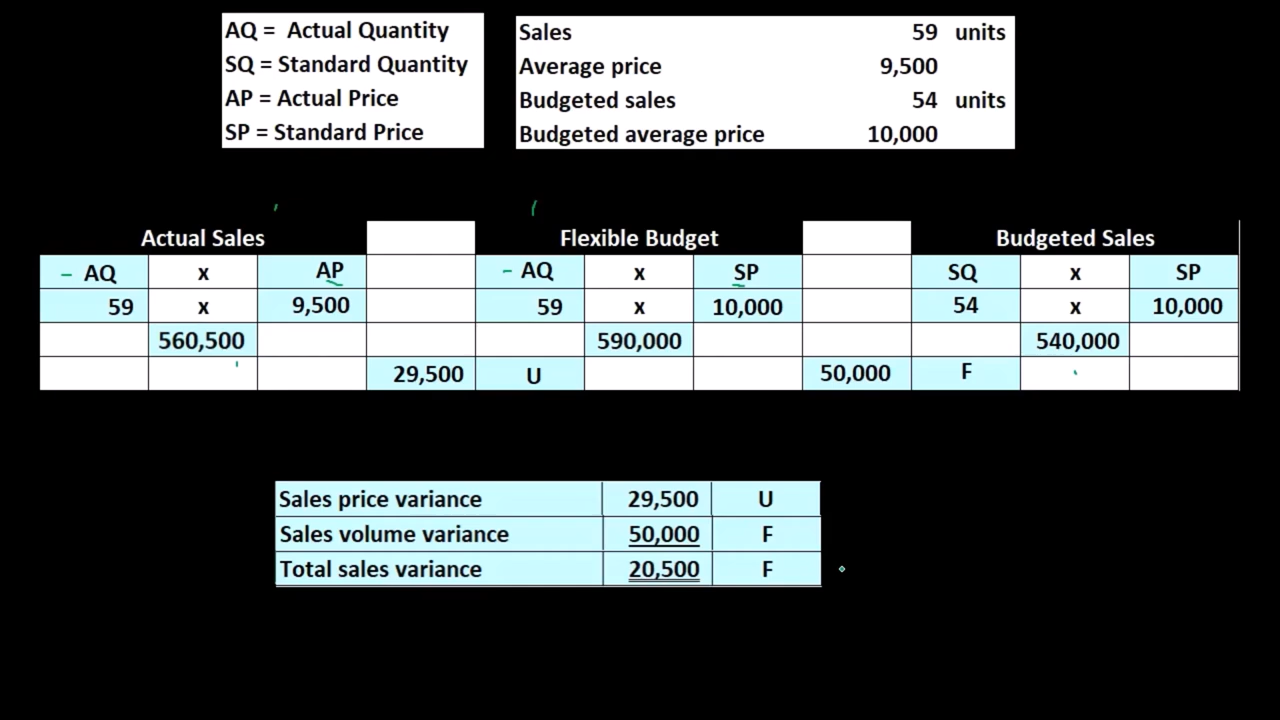 AQ = Actual Quantity
SQ = Standard Quantity
AP = Actual Price
SP = Standard Price
Sales 59 units
Average price 9,500
Budgeted sales 54 units
Budgeted average price 10,000
Actual Sales Flexible Budget Budgeted Sales
AQ x AP AQ x SP SQ x SP
59 x 9,500 59 x 10,000 54 x 10,000
560,500 590,000 540,000
29,500 U 50,000 F
Sales price variance 29,500 U
Sales volume variance 50,000 F
Total sales variance 20,500 F